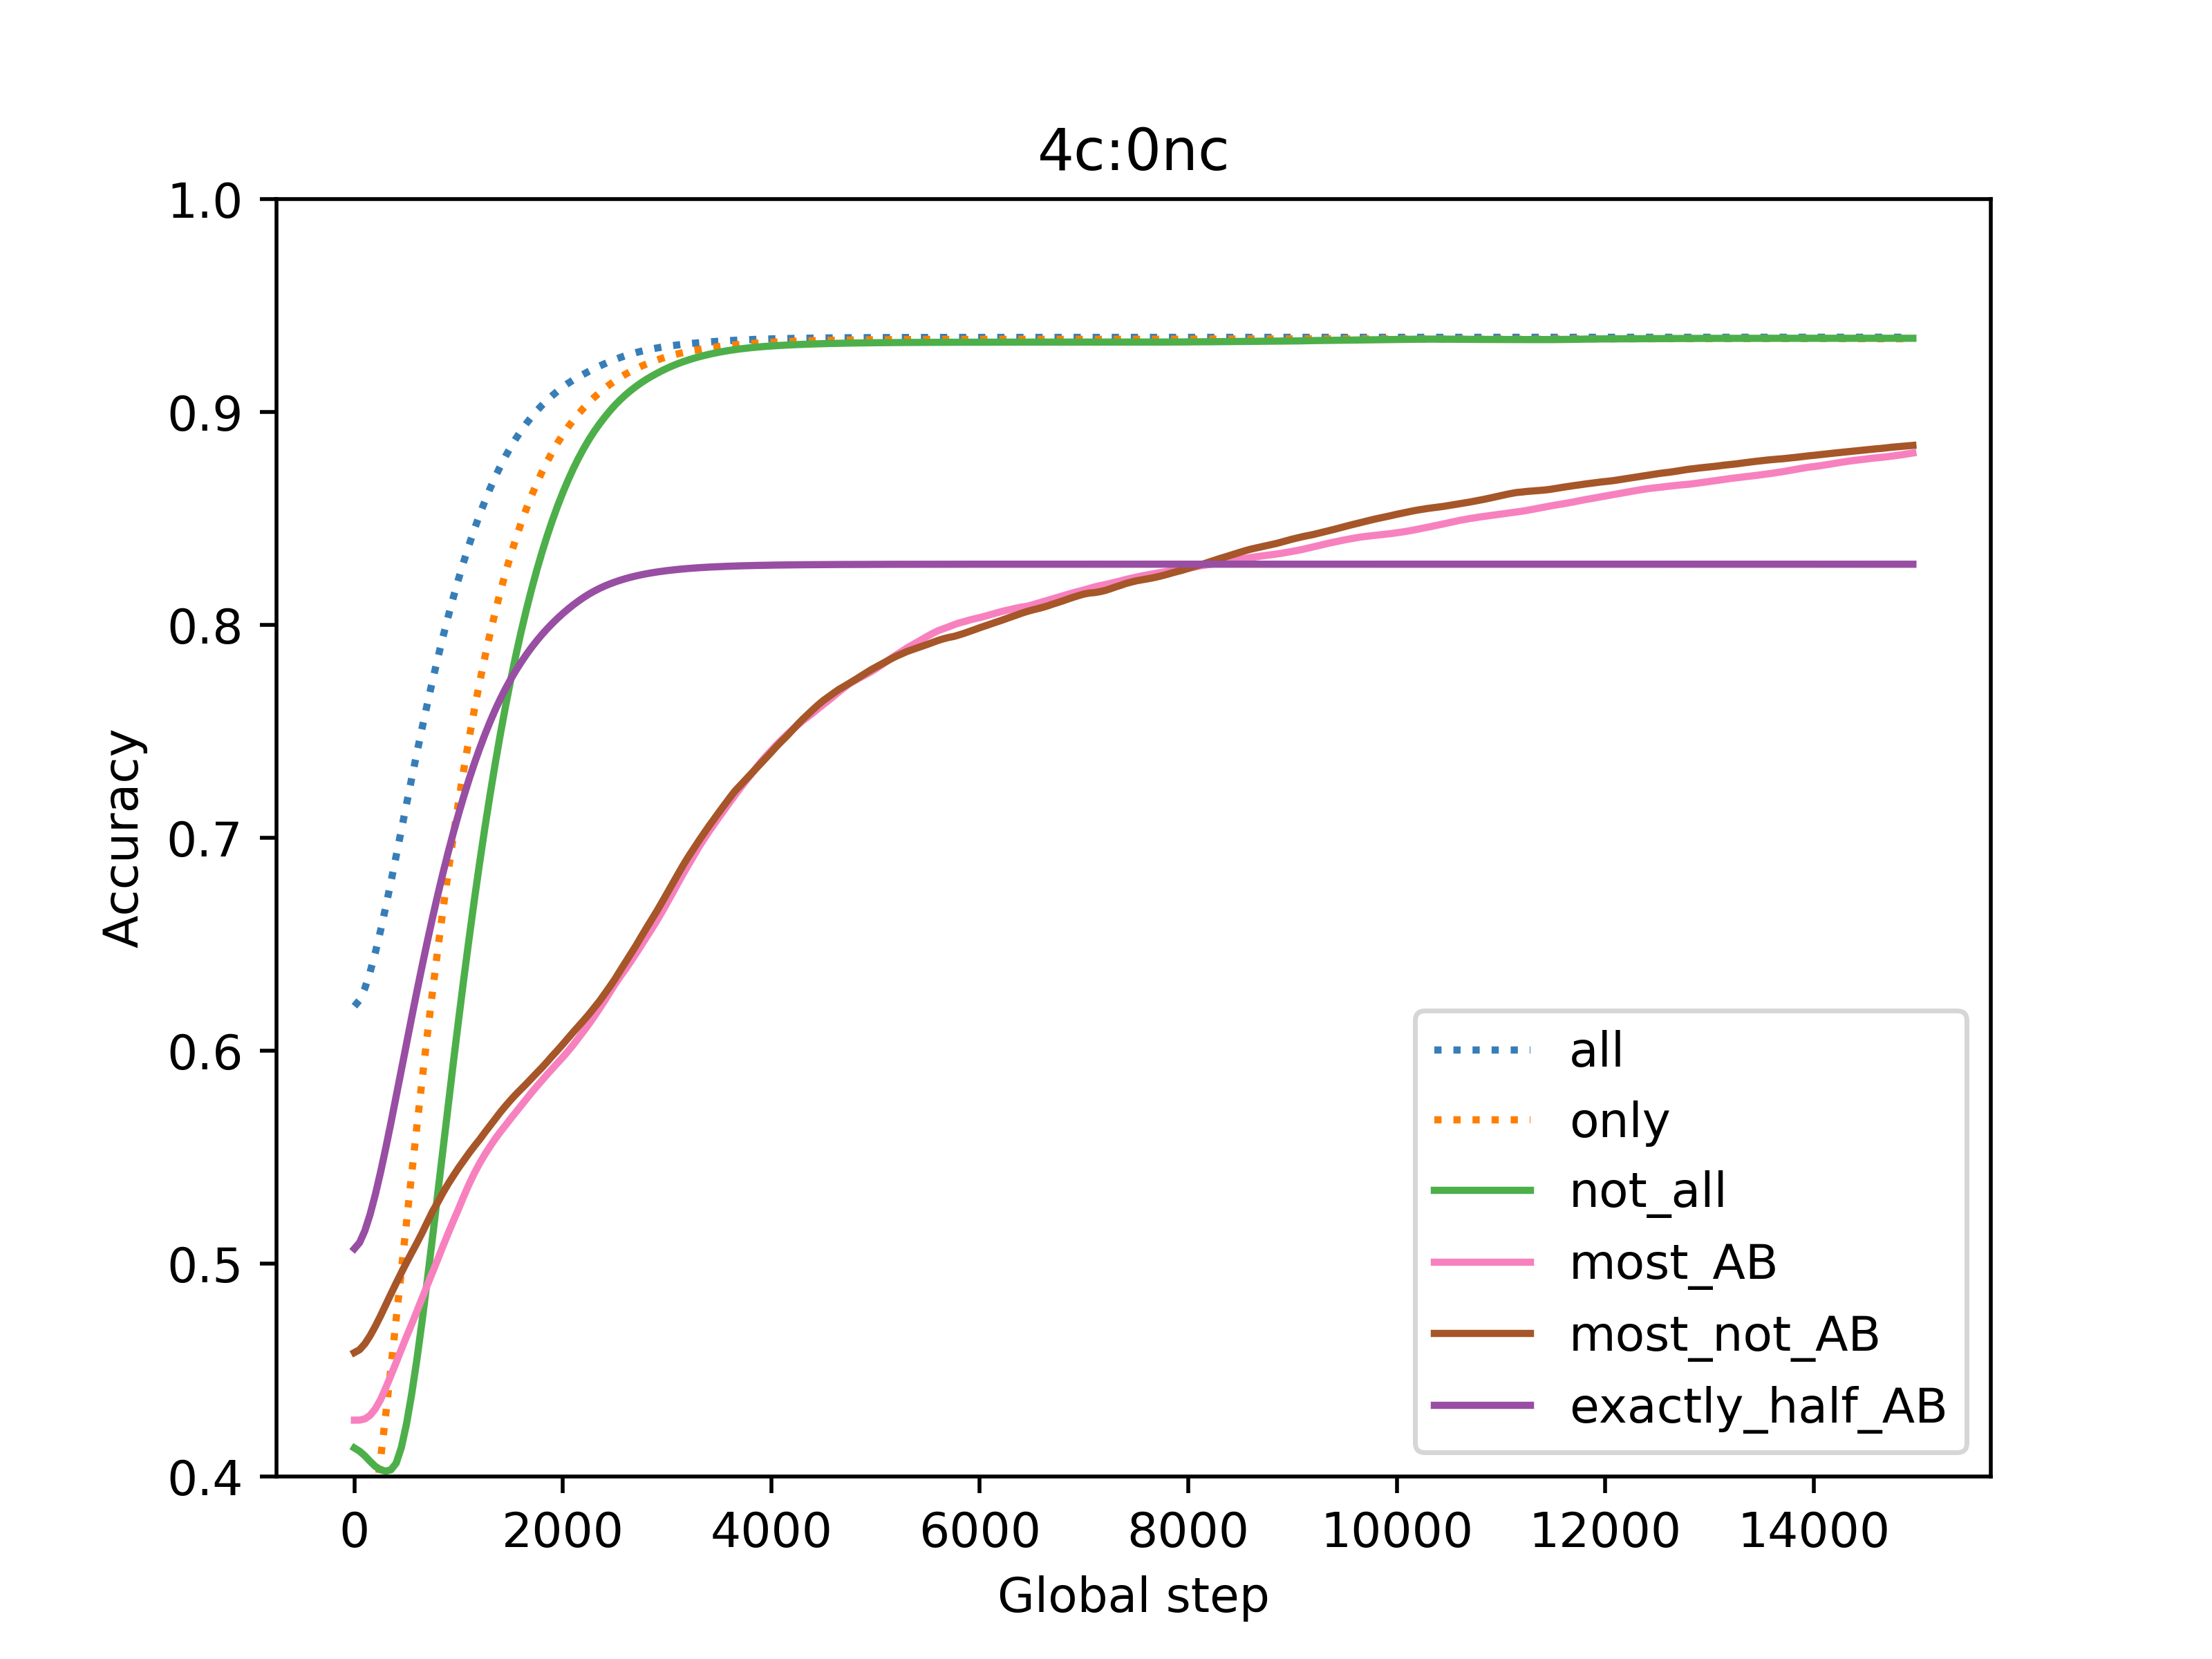 4c:0nc
1.0
0.9
0.8
0.7
0.6
0.5
0.4
Accuracy
0 2000 4000 6000 8000 10000 12000 14000
Global step
all
only
not_all
most_AB
most_not_AB
exactly_half_AB